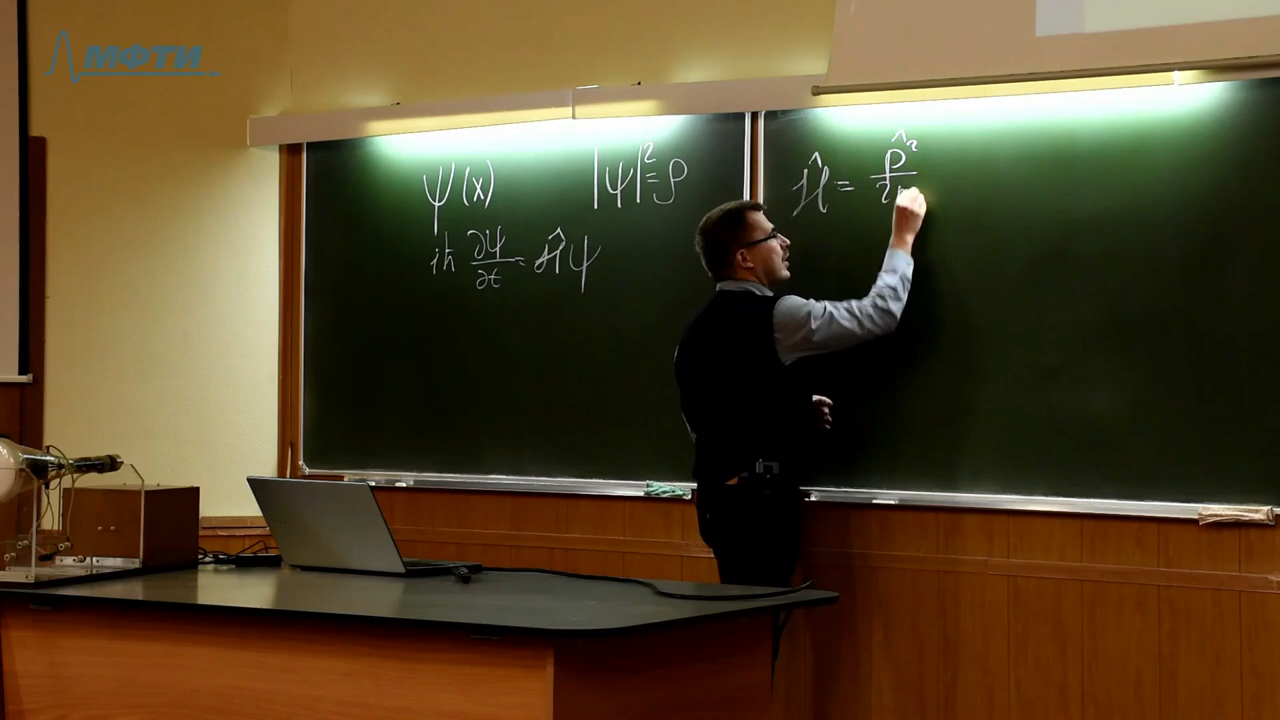 МФТИ
ψ(x)
|ψ|²=ρ
iħ ∂ψ/∂t = Ĥψ
Ĥ = p̂²/2